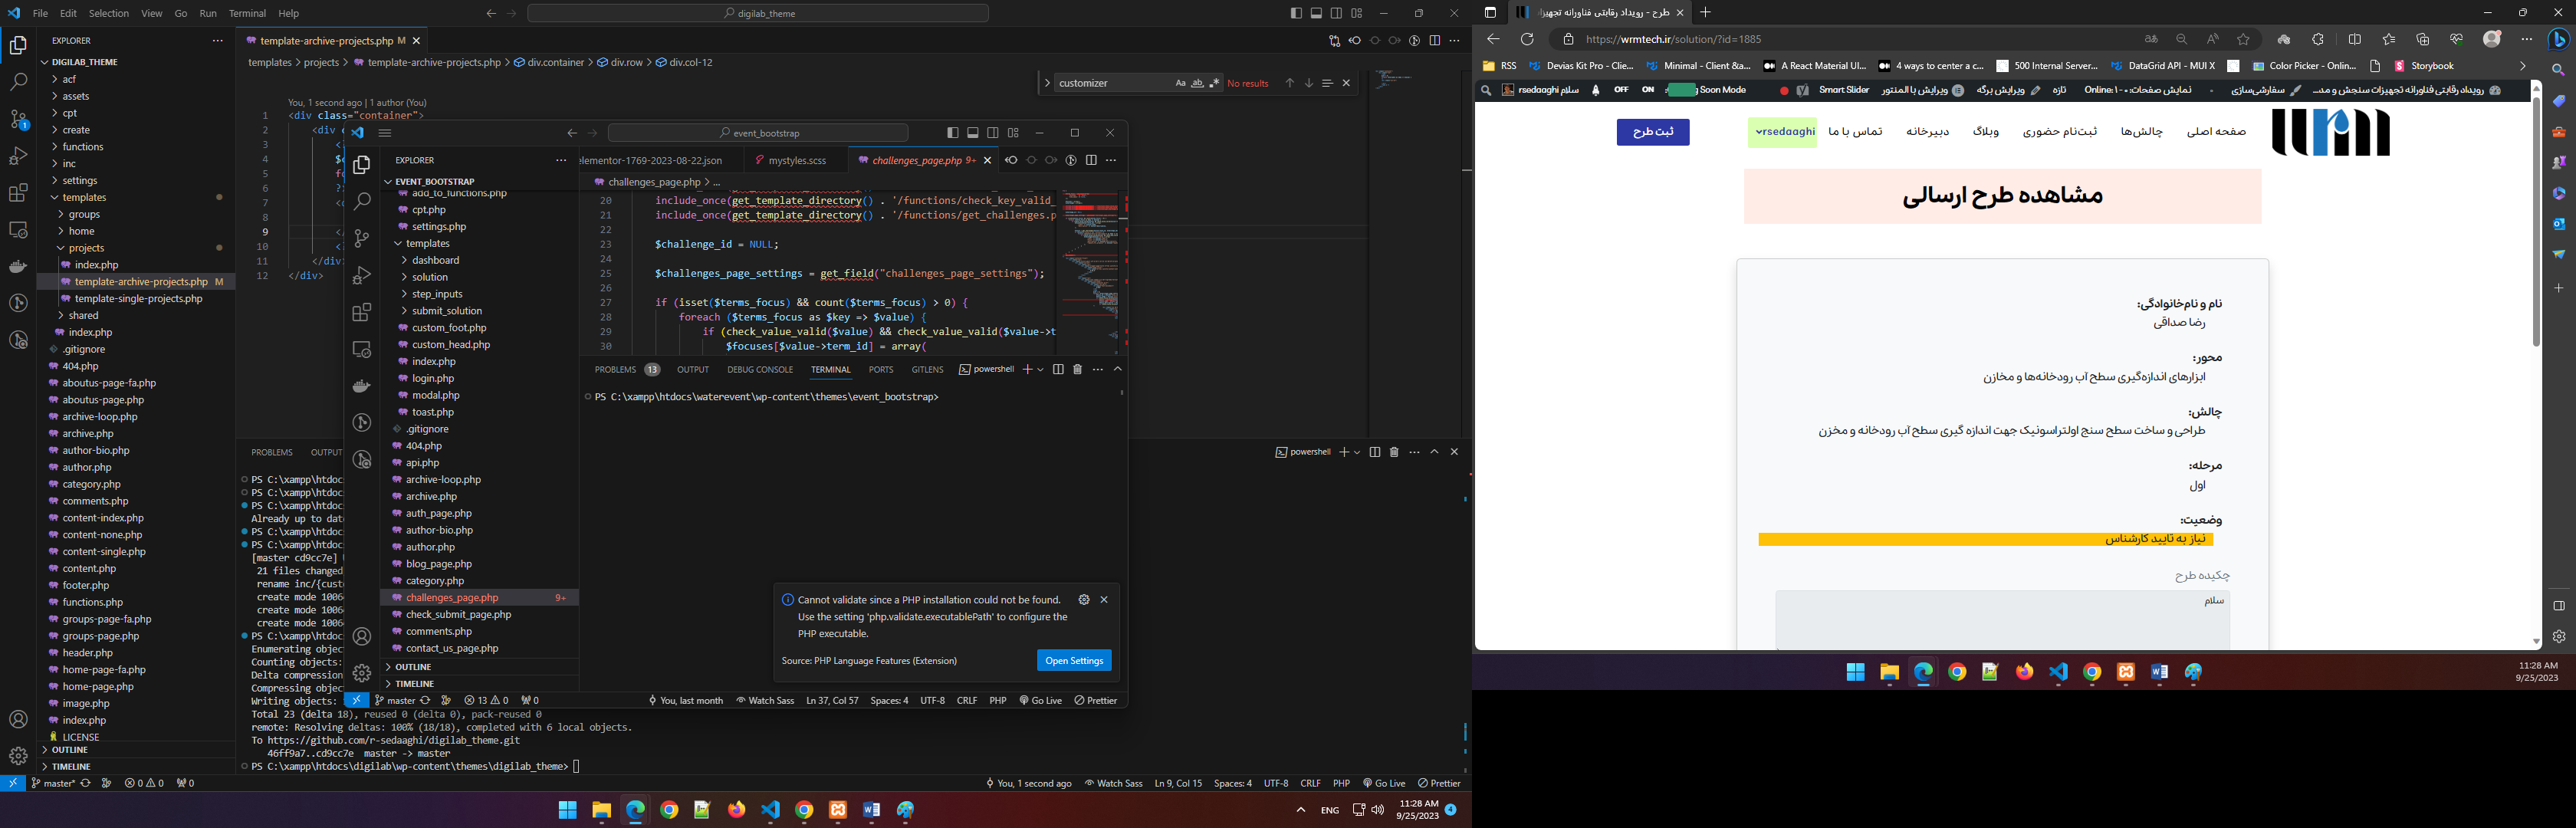 File Edit Selection View Go Run Terminal Help
digilab_theme
EXPLORER
DIGILAB_THEME
acf
assets
cpt
create
functions
inc
settings
templates
groups
home
projects
index.php
template-archive-projects.php M
template-single-projects.php
shared
index.php
.gitignore
404.php
aboutus-page-fa.php
aboutus-page.php
archive-loop.php
archive.php
author-bio.php
author.php
category.php
comments.php
content-index.php
content-none.php
content-single.php
content.php
footer.php
functions.php
groups-page-fa.php
groups-page.php
header.php
home-page-fa.php
home-page.php
image.php
index.php
LICENSE
OUTLINE
TIMELINE
template-archive-projects.php M
templates > projects > template-archive-projects.php > div.container > div.row > div.col-12
customizer
Aa
No results
You, 1 second ago | 1 author (You)
1 <div class="container">
2 <div c
3 <
4 $
5 fo
6 ?
7 <
8
9 </
10 <
11 </div
12 </div>
event_bootstrap
EXPLORER
EVENT_BOOTSTRAP
add_to_functions.php
cpt.php
settings.php
templates
dashboard
solution
step_inputs
submit_solution
custom_foot.php
custom_head.php
index.php
login.php
modal.php
toast.php
.gitignore
404.php
api.php
archive-loop.php
archive.php
auth_page.php
author-bio.php
author.php
blog_page.php
category.php
challenges_page.php 9+
check_submit_page.php
comments.php
contact_us_page.php
OUTLINE
TIMELINE
elementor-1769-2023-08-22.json
mystyles.scss
challenges_page.php 9+
challenges_page.php > ...
20 include_once(get_template_directory() . '/functions/check_key_valid_
21 include_once(get_template_directory() . '/functions/get_challenges.p
22
23 $challenge_id = NULL;
24
25 $challenges_page_settings = get_field("challenges_page_settings");
26
27 if (isset($terms_focus) && count($terms_focus) > 0) {
28 foreach ($terms_focus as $key => $value) {
29 if (check_value_valid($value) && check_value_valid($value->t
30 $focuses[$value->term_id] = array(
PROBLEMS 13 OUTPUT DEBUG CONSOLE TERMINAL PORTS GITLENS powershell
PS C:\xampp\htdocs\waterevent\wp-content\themes\event_bootstrap>
Cannot validate since a PHP installation could not be found.
Use the setting 'php.validate.executablePath' to configure the
PHP executable.
Source: PHP Language Features (Extension)
Open Settings
master 13 0 0 You, last month Watch Sass Ln 37, Col 57 Spaces: 4 UTF-8 CRLF PHP Go Live Prettier
PROBLEMS OUTPUT
powershell
PS C:\xampp\htdoc
PS C:\xampp\htdoc
PS C:\xampp\htdoc
Already up to dat
PS C:\xampp\htdoc
PS C:\xampp\htdoc
[master cd9cc7e]
21 files changed
rename inc/{cust
create mode 1006
create mode 1006
create mode 1006
PS C:\xampp\htdoc
Enumerating objec
Counting objects:
Delta compression
Compressing objec
Writing objects:
Total 23 (delta 18), reused 0 (delta 0), pack-reused 0
remote: Resolving deltas: 100% (18/18), completed with 6 local objects.
To https://github.com/r-sedaaghi/digilab_theme.git
46ff9a7..cd9cc7e master -> master
PS C:\xampp\htdocs\digilab\wp-content\themes\digilab_theme>
master* 0 0 0 You, 1 second ago Watch Sass Ln 9, Col 15 Spaces: 4 UTF-8 CRLF PHP Go Live Prettier
ENG
11:28 AM
9/25/2023
4
طرح - رویداد رقابتی فناورانه تجهیزا
https://wrmtech.ir/solution/?id=1885
RSS Devias Kit Pro - Clie... Minimal - Client &a... A React Material UI... 4 ways to center a c... 500 Internal Server... DataGrid API - MUI X Color Picker - Onlin... Storybook
رویداد رقابتی فناورانه تجهیزات سنجش و مد... سفارشی‌سازی نمایش صفحات: ۰ - Online: 1 تازه ویرایش برگه ویرایش با المنتور Smart Slider
g Soon Mode ON OFF سلام rsedaaghi
صفحه اصلی چالش‌ها ثبت‌نام حضوری وبلاگ دبیرخانه تماس با ما rsedaaghi
ثبت طرح
مشاهده طرح ارسالی
نام و نام‌خانوادگی:
رضا صداقی
محور:
ابزارهای اندازه‌گیری سطح آب رودخانه‌ها و مخازن
چالش:
طراحی و ساخت سطح سنج اولتراسونیک جهت اندازه گیری سطح آب رودخانه و مخزن
مرحله:
اول
وضعیت:
نیاز به تایید کارشناس
چکیده طرح
سلام
11:28 AM
9/25/2023